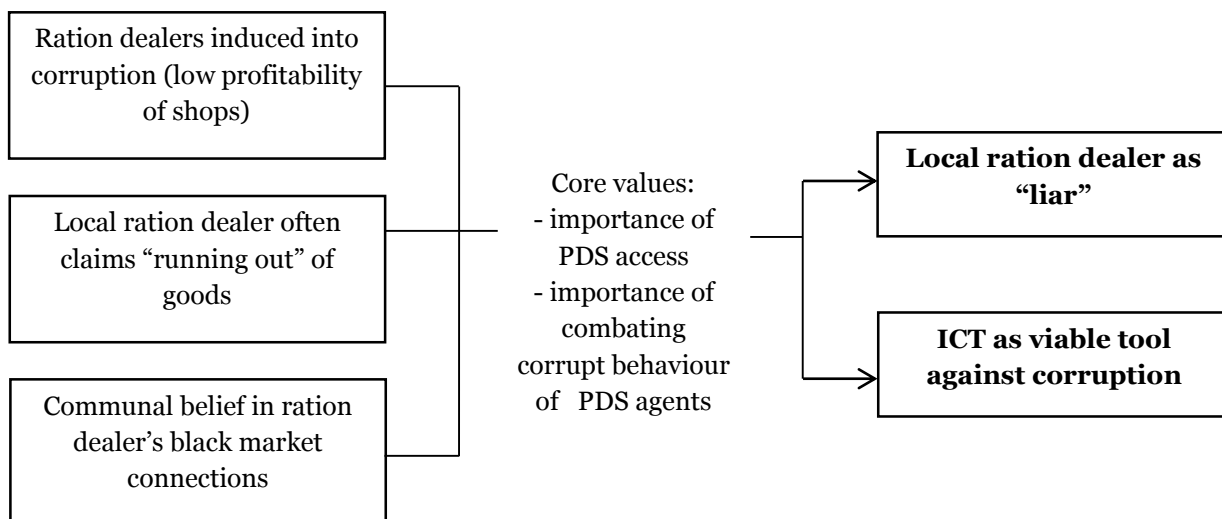 Ration dealers induced into
corruption (low profitability
of shops)
Local ration dealer often
claims “running out” of
goods
Communal belief in ration
dealer’s black market
connections
Core values:
- importance of
PDS access
- importance of
combating
corrupt behaviour
of PDS agents
Local ration dealer as
“liar”
ICT as viable tool
against corruption